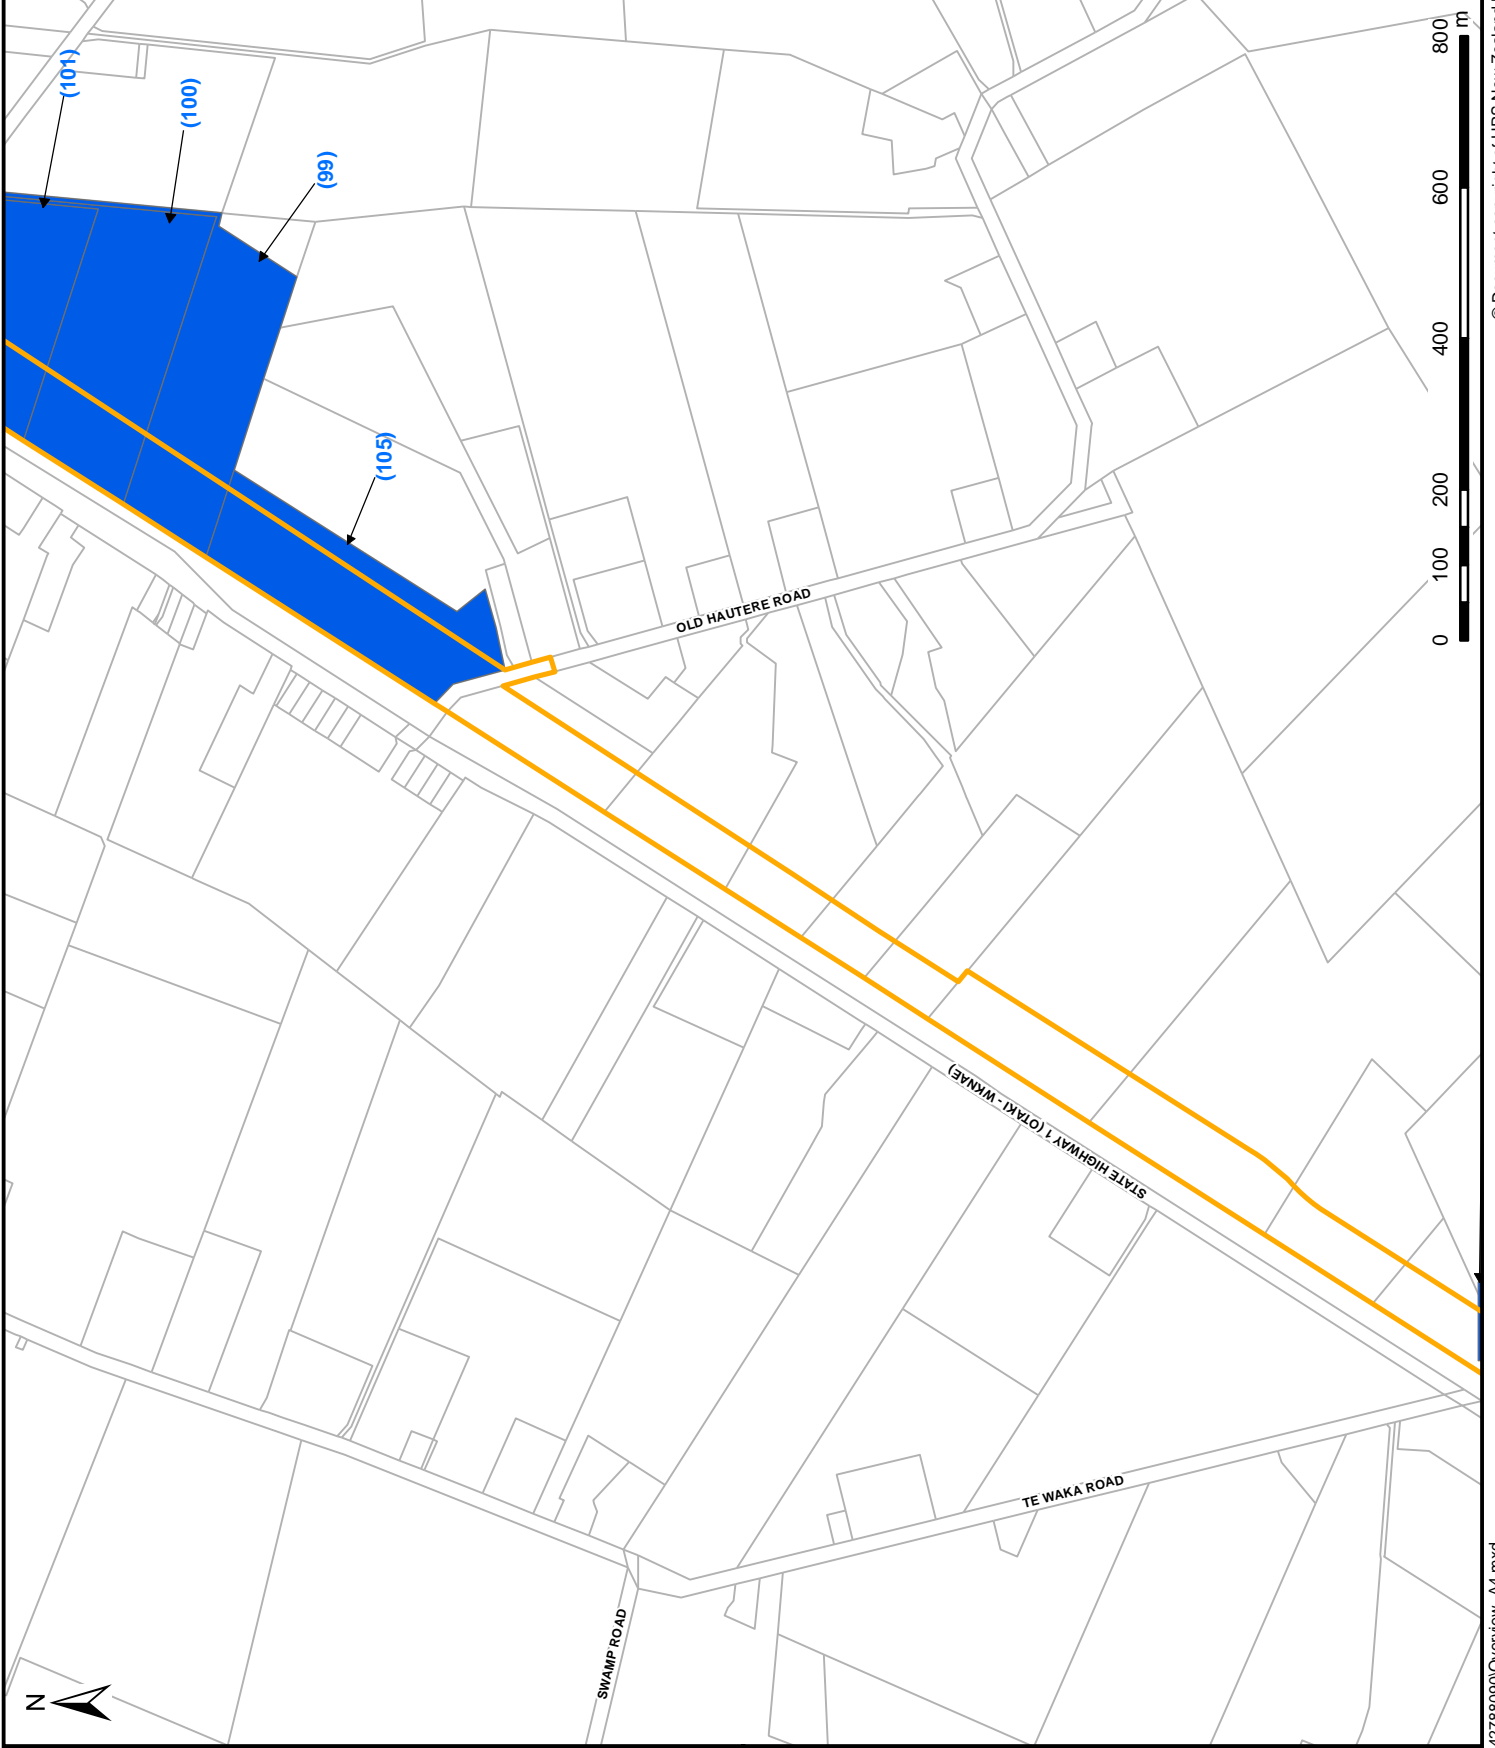 (101)
(100)
(99)
(105)
OLD HAUTERE ROAD
STATE HIGHWAY 1 (OTAKI - WKNAE)
TE WAKA ROAD
SWAMP ROAD
N
0 100 200 400 600 800
m